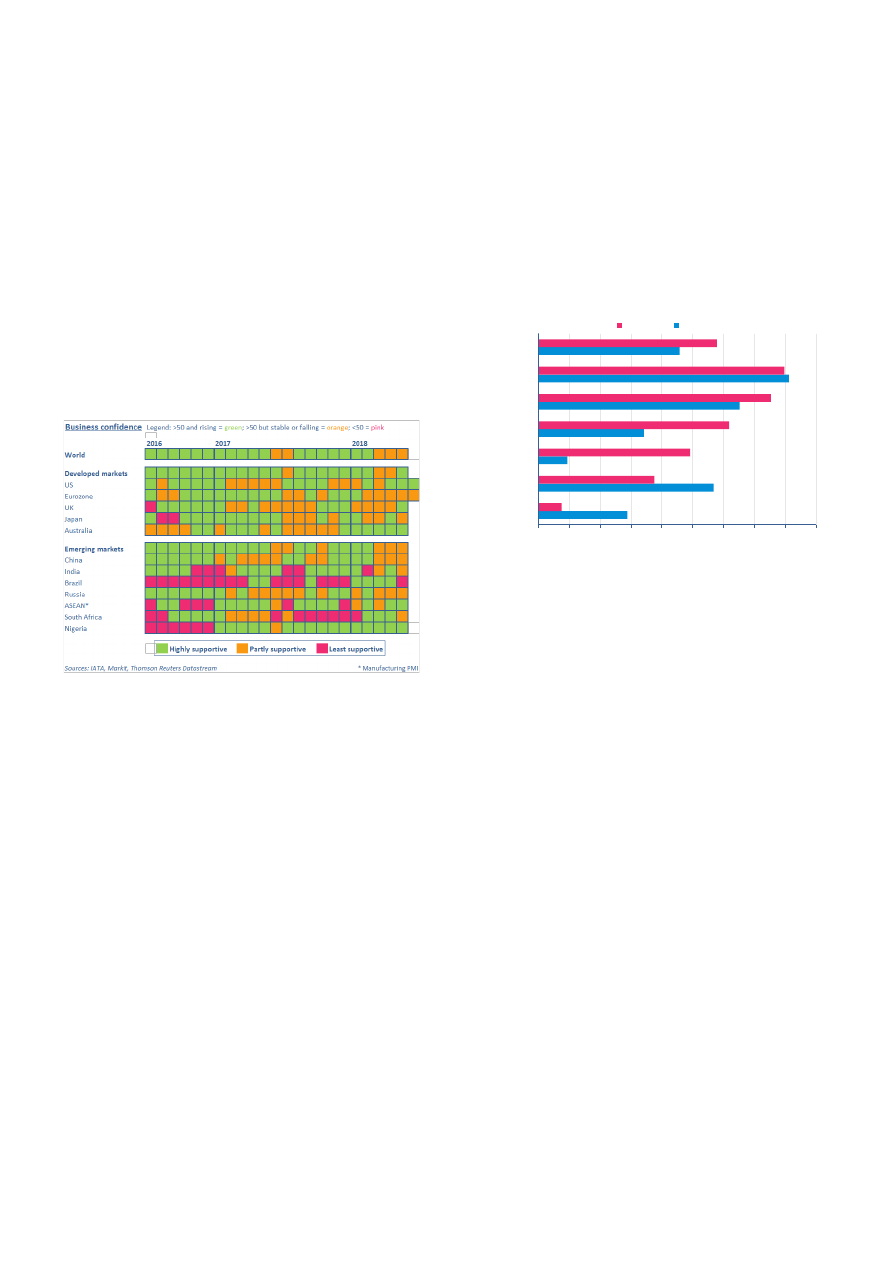 Business confidence Legend: >50 and rising = green; >50 but stable or falling = orange; <50 = pink
2016 2017 2018
World
Developed markets
US
Eurozone
UK
Japan
Australia
Emerging markets
China
India
Brazil
Russia
ASEAN*
South Africa
Nigeria
Highly supportive Partly supportive Least supportive
Sources: IATA, Markit, Thomson Reuters Datastream * Manufacturing PMI